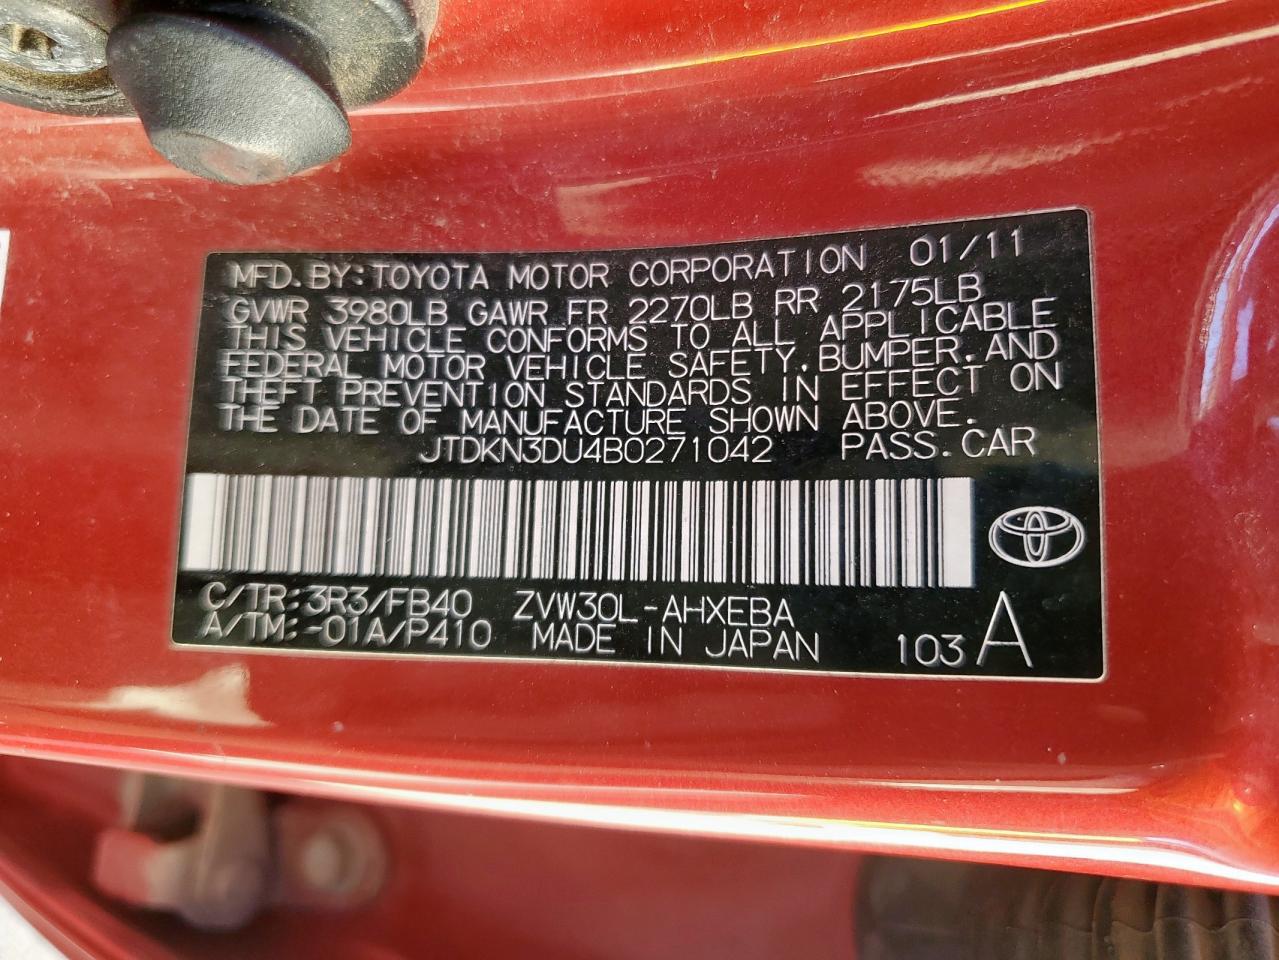 MFD.BY:TOYOTA MOTOR CORPORATION 01/11
GVWR 3980LB GAWR FR 2270LB RR 2175LB
THIS VEHICLE CONFORMS TO ALL APPLICABLE
FEDERAL MOTOR VEHICLE SAFETY,BUMPER,AND
THEFT PREVENTION STANDARDS IN EFFECT ON
THE DATE OF MANUFACTURE SHOWN ABOVE.
JTDKN3DU4B0271042 PASS.CAR
C/TR:3R3/FB40 ZVW30L-AHXEBA
A/TM:-01A/P410 MADE IN JAPAN 103 A